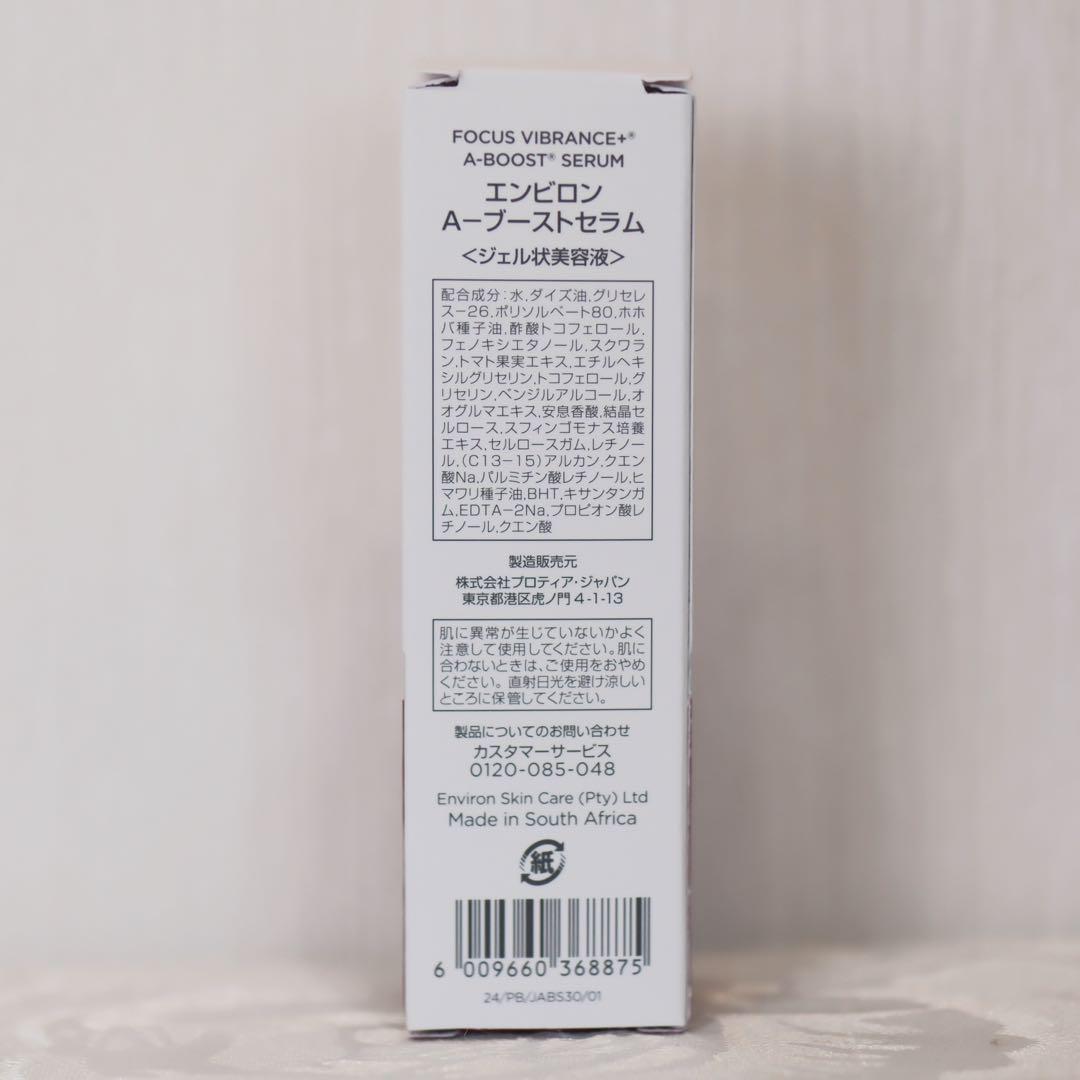 FOCUS VIBRANCE+®
A-BOOST® SERUM
エンビロン
A−ブーストセラム
＜ジェル状美容液＞
配合成分：水,ダイズ油,グリセレ
ス−26,ポリソルベート80,ホホ
バ種子油,酢酸トコフェロール,
フェノキシエタノール,スクワラ
ン,トマト果実エキス,エチルヘキ
シルグリセリン,トコフェロール,グ
リセリン,ベンジルアルコール,オ
オグルマエキス,安息香酸,結晶セ
ルロース,スフィンゴモナス培養
エキス,セルロースガム,レチノー
ル,(C13−15)アルカン,クエン
酸Na,パルミチン酸レチノール,ヒ
マワリ種子油,BHT,キサンタンガ
ム,EDTA−2Na,プロピオン酸レ
チノール,クエン酸
製造販売元
株式会社プロティア・ジャパン
東京都港区虎ノ門 4-1-13
肌に異常が生じていないかよく
注意して使用してください。肌に
合わないときは、ご使用をおやめ
ください。直射日光を避け涼しい
ところに保管してください。
製品についてのお問い合わせ
カスタマーサービス
0120-085-048
Environ Skin Care (Pty) Ltd
Made in South Africa
紙
6 009660 368875
24/PB/JABS30/01